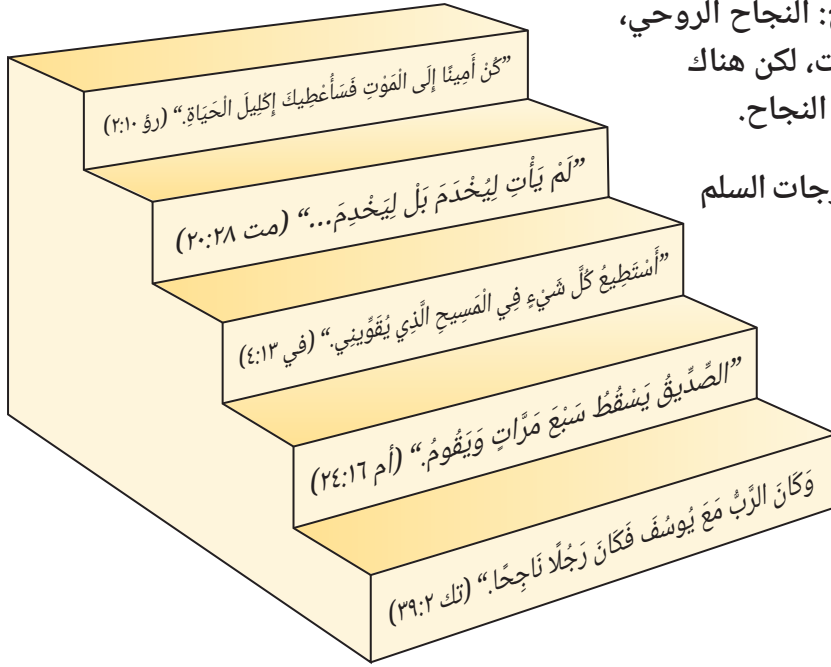 : النجاح الروحي،
لكن هناك
النجاح.
السلم
”كُنْ أَمِينًا إِلَى الْمَوْتِ فَسَأُعْطِيكَ إِكْلِيلَ الْحَيَاةِ.“ (رؤ ٢:١٠)
”لَمْ يَأْتِ لِيُخْدَمَ بَلْ لِيَخْدِمَ...“ (مت ٢٠:٢٨)
”أَسْتَطِيعُ كُلَّ شَيْءٍ فِي الْمَسِيحِ الَّذِي يُقَوِّينِي.“ (في ٤:١٣)
”الصِّدِّيقُ يَسْقُطُ سَبْعَ مَرَّاتٍ وَيَقُومُ.“ (أم ٢٤:١٦)
وَكَانَ الرَّبُّ مَعَ يُوسُفَ فَكَانَ رَجُلًا نَاجِحًا.“ (تك ٣٩:٢)